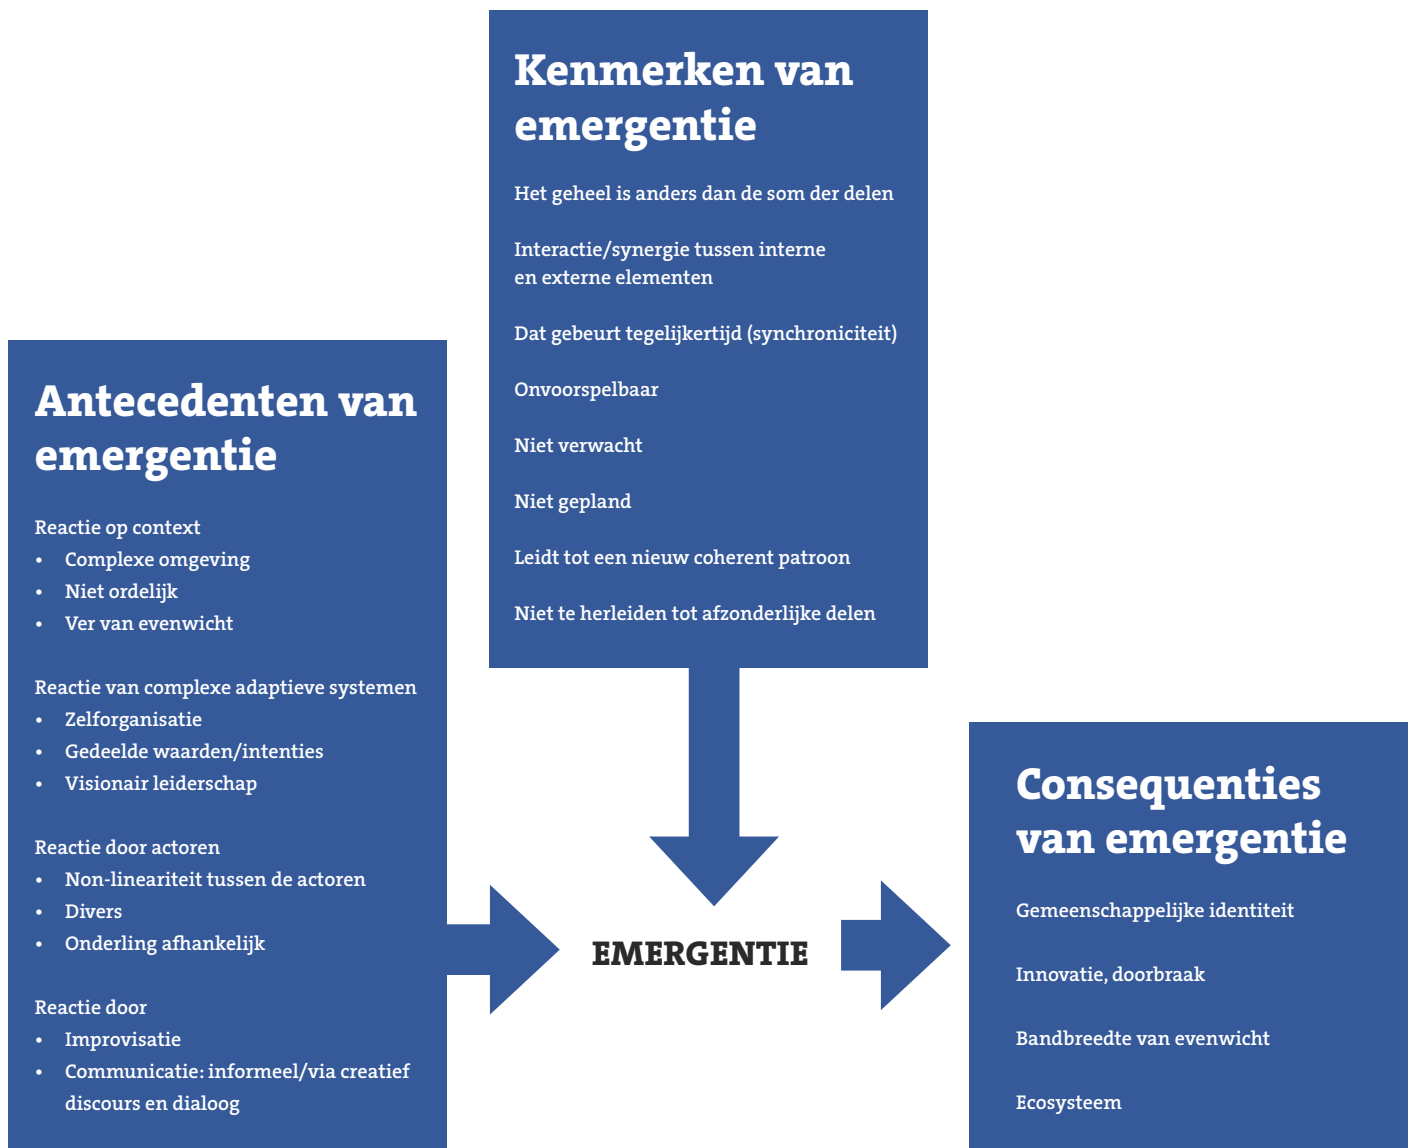 Kenmerken van
emergentie
Het geheel is anders dan de som der delen
Interactie/synergie tussen interne
en externe elementen
Dat gebeurt tegelijkertijd (synchroniciteit)
Onvoorspelbaar
Niet verwacht
Niet gepland
Leidt tot een nieuw coherent patroon
Niet te herleiden tot afzonderlijke delen
Antecedenten van
emergentie
Reactie op context
• Complexe omgeving
• Niet ordelijk
• Ver van evenwicht
Reactie van complexe adaptieve systemen
• Zelforganisatie
• Gedeelde waarden/intenties
• Visionair leiderschap
Reactie door actoren
• Non-lineariteit tussen de actoren
• Divers
• Onderling afhankelijk
Reactie door
• Improvisatie
• Communicatie: informeel/via creatief
discours en dialoog
EMERGENTIE
Consequenties
van emergentie
Gemeenschappelijke identiteit
Innovatie, doorbraak
Bandbreedte van evenwicht
Ecosysteem